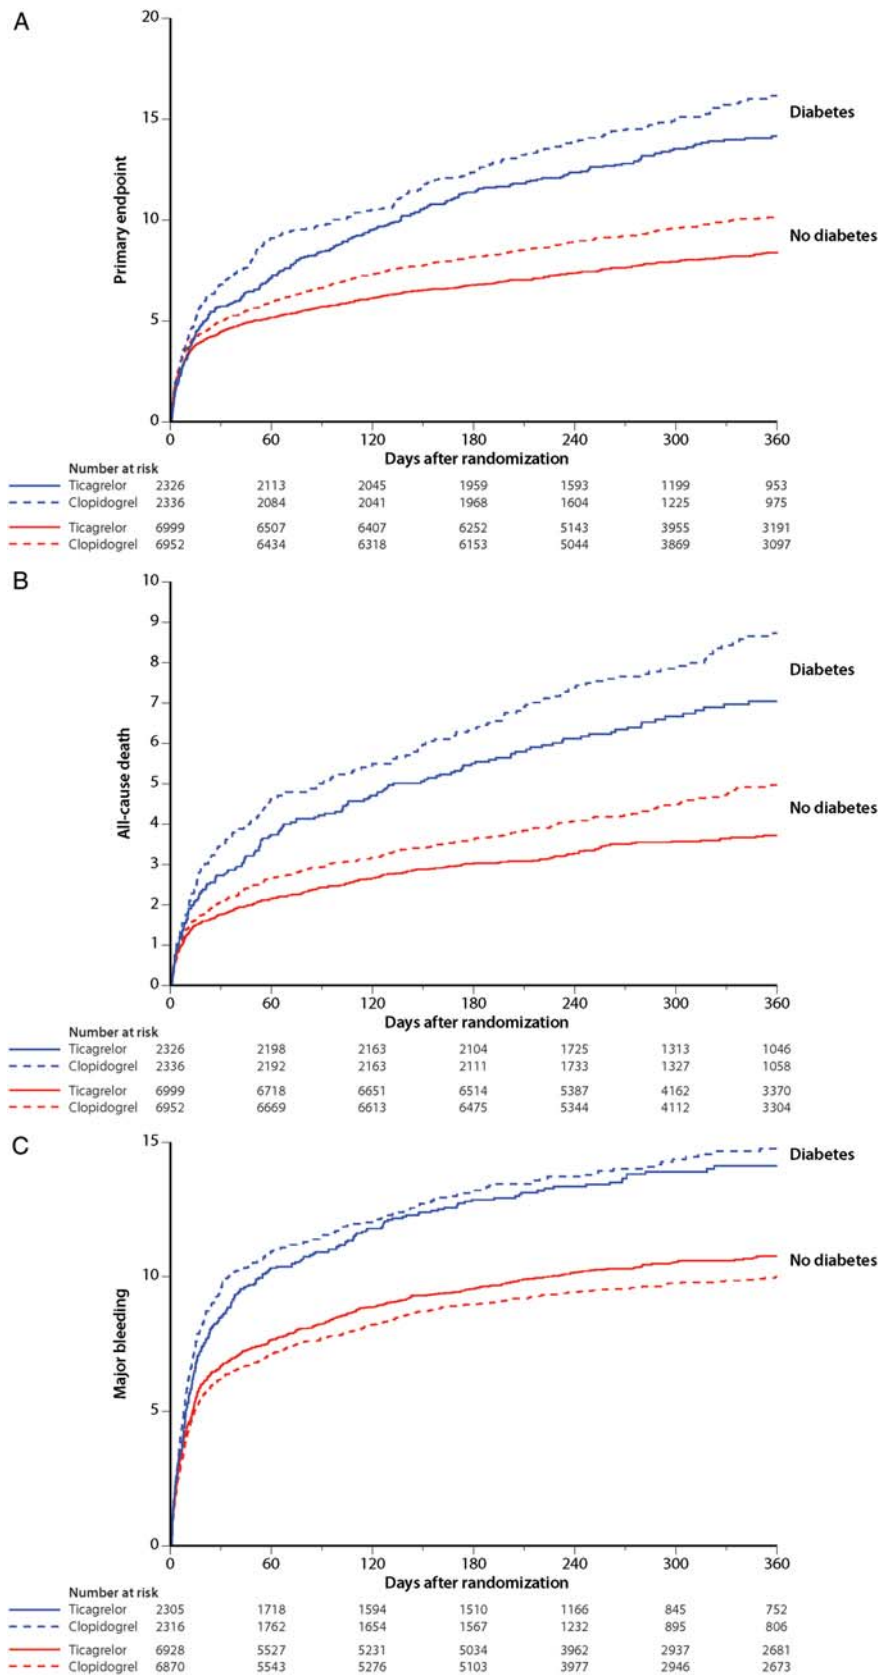 A
20
15
10
5
0
Primary endpoint
Diabetes
No diabetes
0 60 120 180 240 300 360
Days after randomization
Number at risk
Ticagrelor 2326 2113 2045 1959 1593 1199 953
Clopidogrel 2336 2084 2041 1968 1604 1225 975
Ticagrelor 6999 6507 6407 6252 5143 3955 3191
Clopidogrel 6952 6434 6318 6153 5044 3869 3097
B
10
9
8
7
6
5
4
3
2
1
0
All-cause death
Diabetes
No diabetes
0 60 120 180 240 300 360
Days after randomization
Number at risk
Ticagrelor 2326 2198 2163 2104 1725 1313 1046
Clopidogrel 2336 2192 2163 2111 1733 1327 1058
Ticagrelor 6999 6718 6651 6514 5387 4162 3370
Clopidogrel 6952 6669 6613 6475 5344 4112 3304
C
15
10
5
0
Major bleeding
Diabetes
No diabetes
0 60 120 180 240 300 360
Days after randomization
Number at risk
Ticagrelor 2305 1718 1594 1510 1166 845 752
Clopidogrel 2316 1762 1654 1567 1232 895 806
Ticagrelor 6928 5527 5231 5034 3962 2937 2681
Clopidogrel 6870 5543 5276 5103 3977 2946 2673